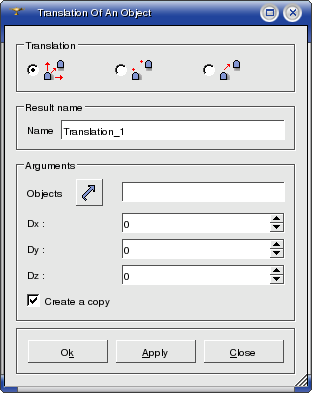 Translation Of An Object
Translation
Result name
Name Translation_1
Arguments
Objects
Dx : 0
Dy : 0
Dz : 0
Create a copy
Ok Apply Close